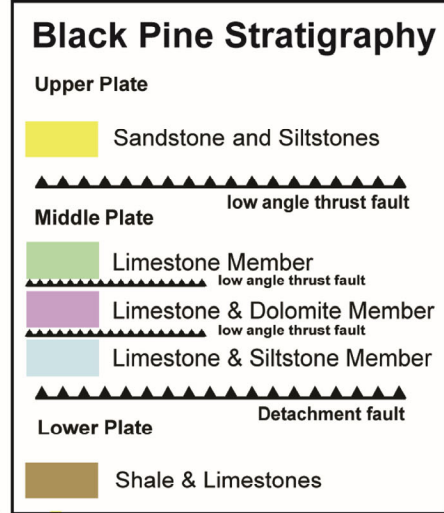 Black Pine Stratigraphy
Upper Plate
Sandstone and Siltstones
low angle thrust fault
Middle Plate
Limestone Member
low angle thrust fault
Limestone & Dolomite Member
low angle thrust fault
Limestone & Siltstone Member
Detachment fault
Lower Plate
Shale & Limestones